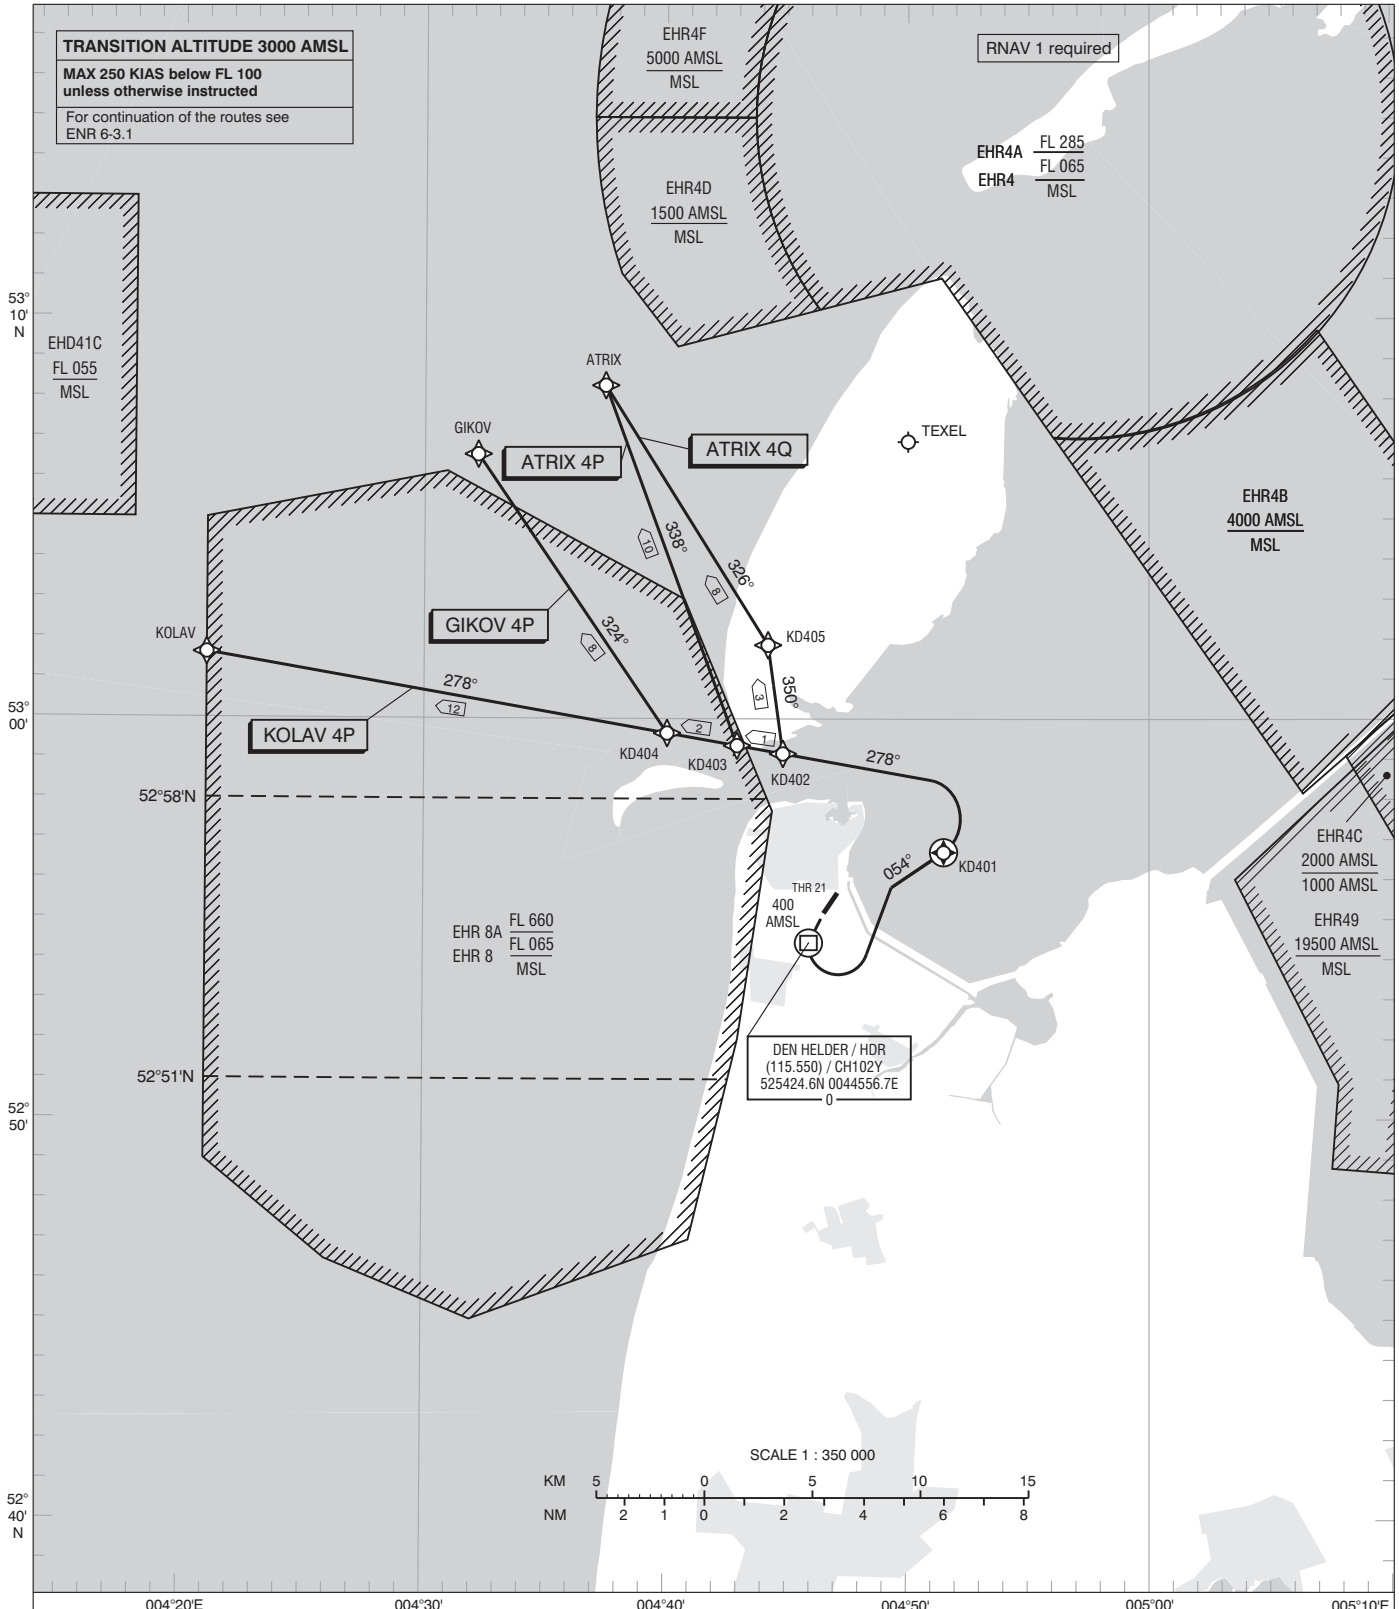 TRANSITION ALTITUDE 3000 AMSL
MAX 250 KIAS below FL 100
unless otherwise instructed
For continuation of the routes see
ENR 6-3.1
EHR4F
5000 AMSL
MSL
RNAV 1 required
EHR4A
FL 285
FL 065
EHR4
MSL
EHR4D
1500 AMSL
MSL
53°
10'
N
EHD41C
FL 055
MSL
ATRIX
GIKOV
TEXEL
ATRIX 4P
ATRIX 4Q
EHR4B
4000 AMSL
MSL
10
338°
326°
8
GIKOV 4P
324°
8
KOLAV
KD405
278°
12
3
350°
53°
00'
KOLAV 4P
2
1
KD404
KD403
KD402
278°
52°58'N
EHR4C
2000 AMSL
1000 AMSL
054°
KD401
THR 21
400
AMSL
EHR 8A
FL 660
FL 065
EHR 8
MSL
EHR49
19500 AMSL
MSL
DEN HELDER / HDR
(115.550) / CH102Y
525424.6N 0044556.7E
0
52°51'N
52°
50'
SCALE 1 : 350 000
KM 5 0 5 10 15
NM 2 1 0 2 4 6 8
52°
40'
N
004°20'E 004°30' 004°40' 004°50' 005°00' 005°10'E